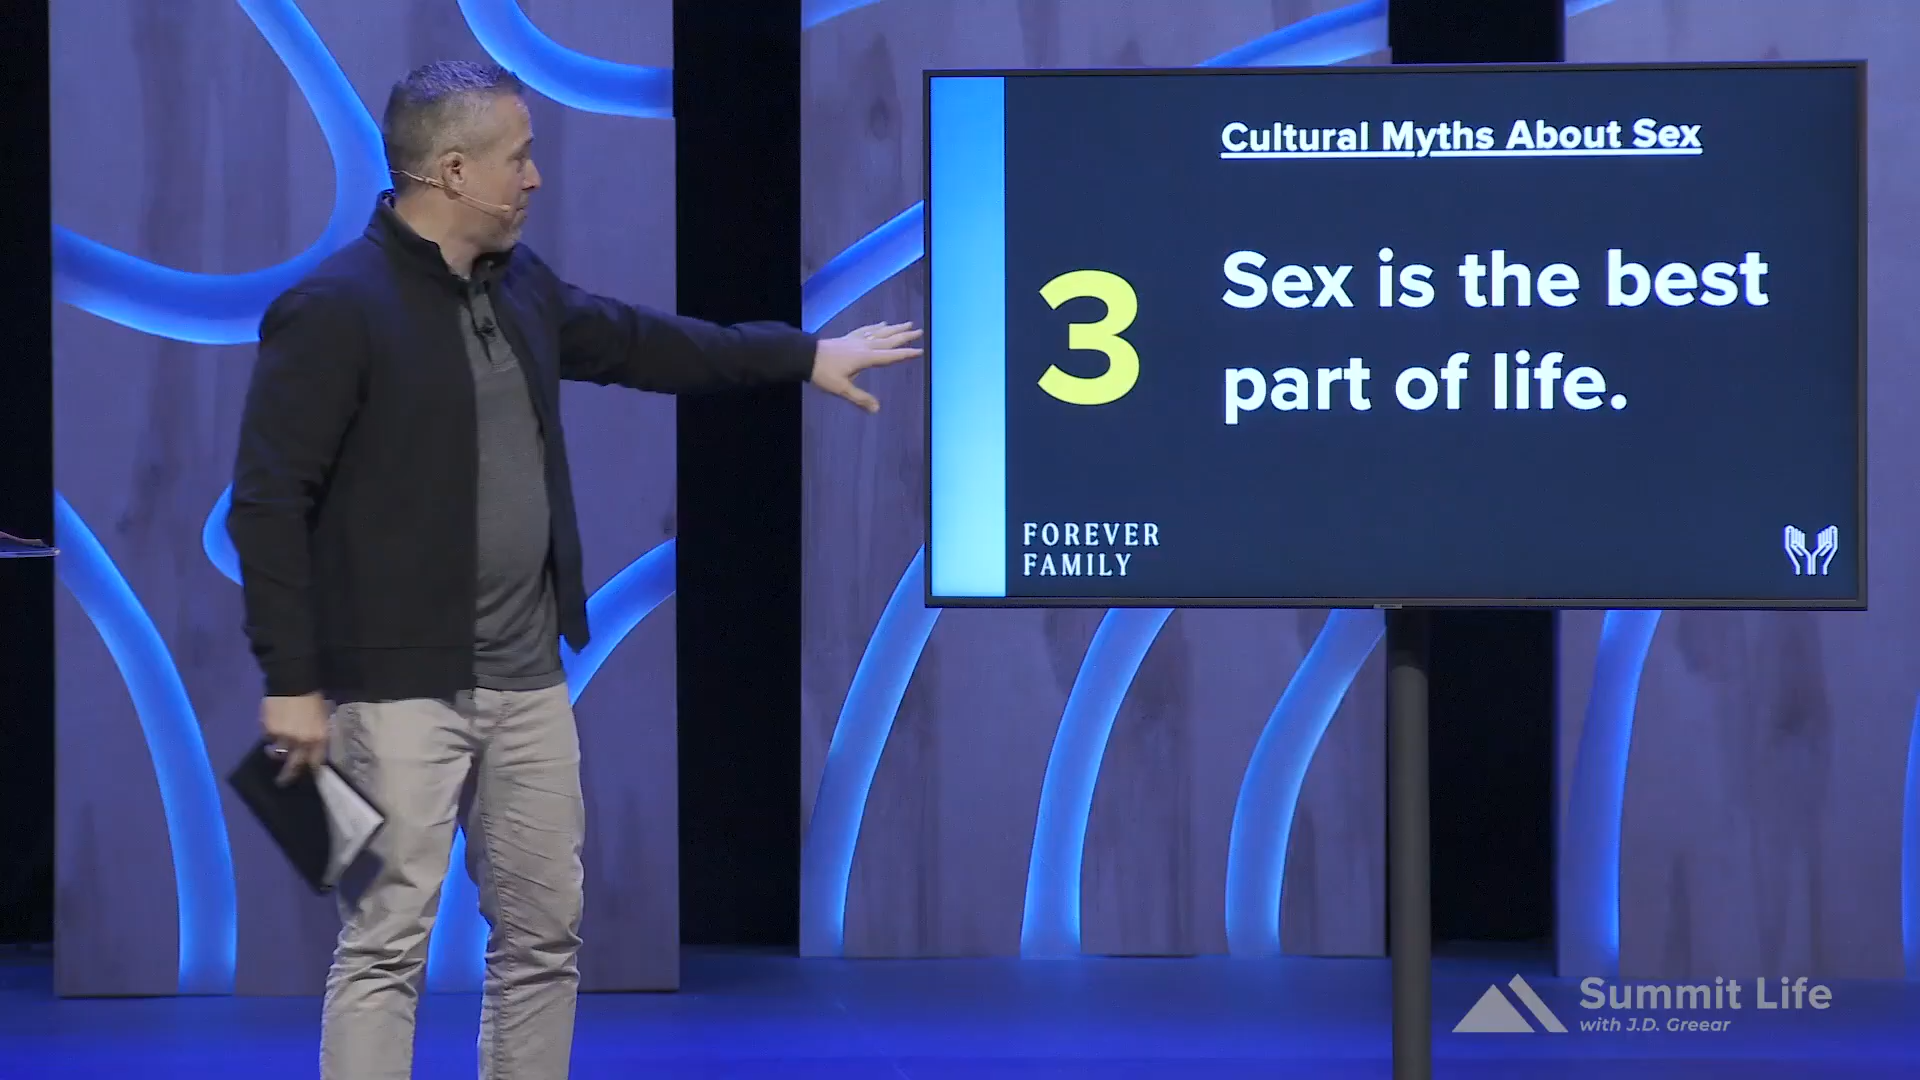 Cultural Myths About Sex
3
Sex is the best
part of life.
FOREVER
FAMILY
Summit Life
with J.D. Greear